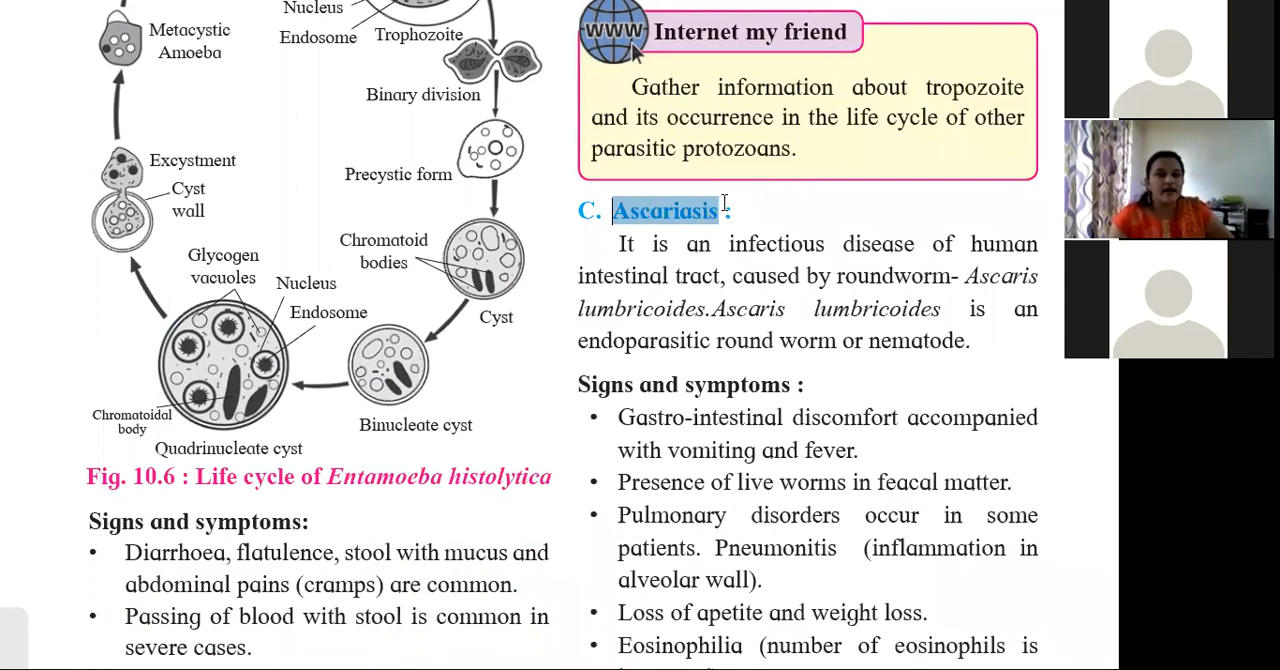 Nucleus
Endosome
Trophozoite
Metacystic
Amoeba
Binary division
Excystment
Cyst
wall
Precystic form
Glycogen
vacuoles
Chromatoid
bodies
Nucleus
Endosome
Cyst
Chromatoidal
body
Binucleate cyst
Quadrinucleate cyst
Fig. 10.6 : Life cycle of Entamoeba histolytica
Signs and symptoms:
• Diarrhoea, flatulence, stool with mucus and
abdominal pains (cramps) are common.
• Passing of blood with stool is common in
severe cases.
www
Internet my friend
Gather information about tropozoite
and its occurrence in the life cycle of other
parasitic protozoans.
C. Ascariasis :
It is an infectious disease of human
intestinal tract, caused by roundworm- Ascaris
lumbricoides.Ascaris lumbricoides is an
endoparasitic round worm or nematode.
Signs and symptoms :
• Gastro-intestinal discomfort accompanied
with vomiting and fever.
• Presence of live worms in feacal matter.
• Pulmonary disorders occur in some
patients. Pneumonitis (inflammation in
alveolar wall).
• Loss of apetite and weight loss.
• Eosinophilia (number of eosinophils is